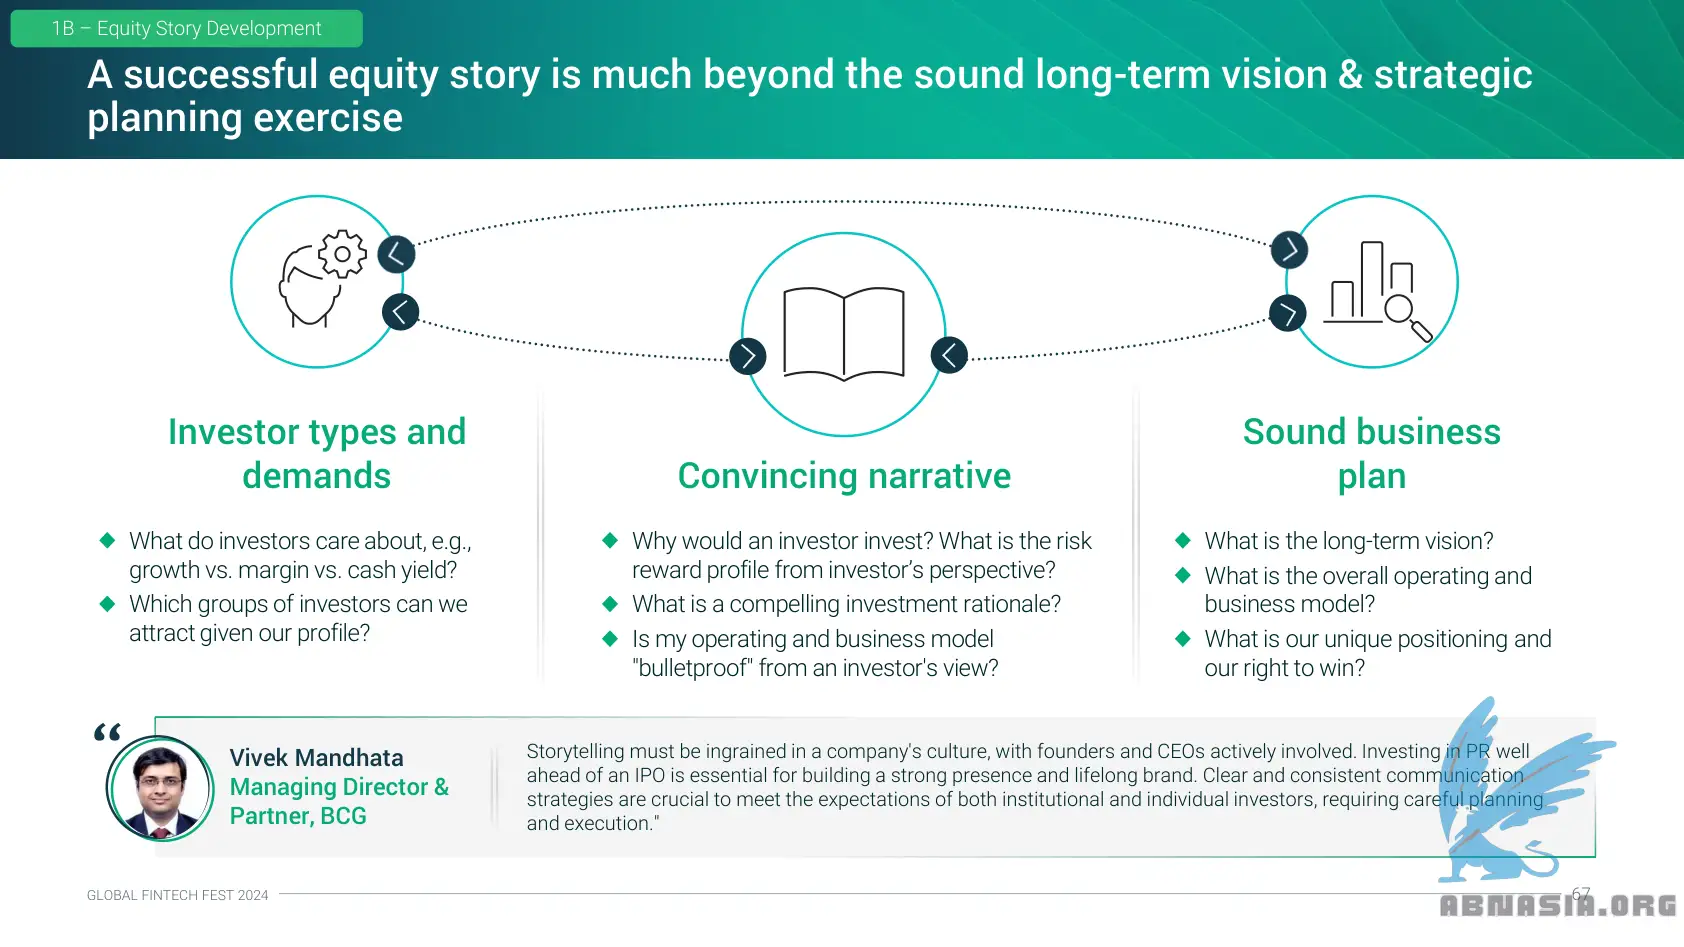 1B – Equity Story Development
A successful equity story is much beyond the sound long-term vision & strategic
planning exercise
Investor types and
demands
◆ What do investors care about, e.g.,
growth vs. margin vs. cash yield?
◆ Which groups of investors can we
attract given our profile?
Convincing narrative
◆ Why would an investor invest? What is the risk
reward profile from investor's perspective?
◆ What is a compelling investment rationale?
◆ Is my operating and business model
"bulletproof" from an investor's view?
Sound business
plan
◆ What is the long-term vision?
◆ What is the overall operating and
business model?
◆ What is our unique positioning and
our right to win?
“
Vivek Mandhata
Managing Director &
Partner, BCG
Storytelling must be ingrained in a company's culture, with founders and CEOs actively involved. Investing in PR well
ahead of an IPO is essential for building a strong presence and lifelong brand. Clear and consistent communication
strategies are crucial to meet the expectations of both institutional and individual investors, requiring careful planning
and execution."
GLOBAL FINTECH FEST 2024
67
ABNASIA.ORG